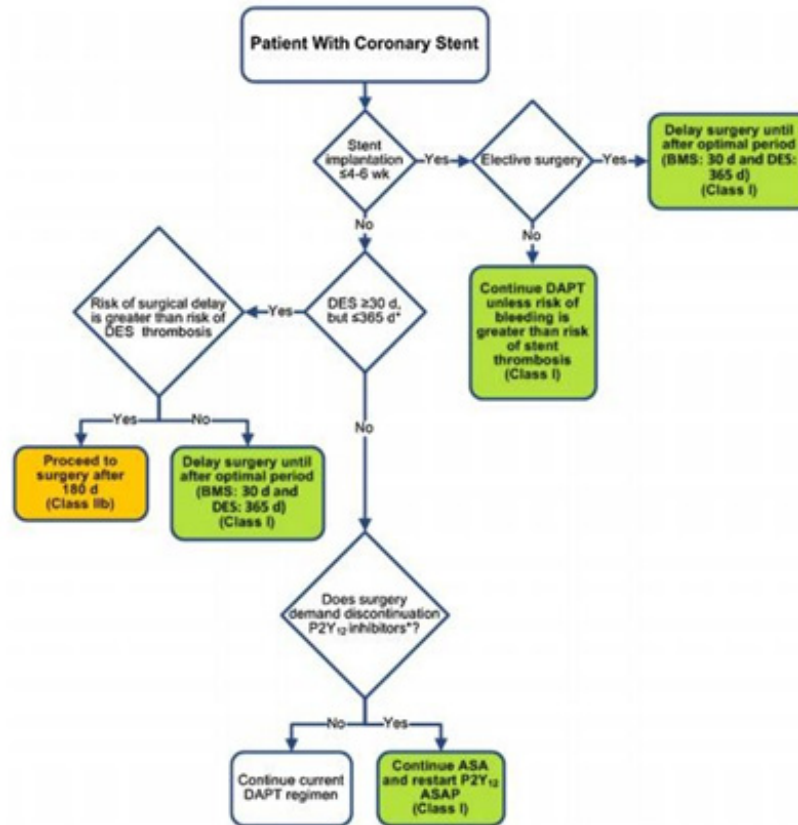 Patient With Coronary Stent
Stent
implantation
≤4-6 wk
Yes
Elective surgery
Yes
Delay surgery until
after optimal period
(BMS: 30 d and DES:
365 d)
(Class I)
No
No
Continue DAPT
unless risk of
bleeding is
greater than risk
of stent
thrombosis
(Class I)
DES ≥30 d,
but ≤365 d*
Yes
Risk of surgical delay
is greater than risk of
DES thrombosis
Yes
No
Proceed to
surgery after
180 d
(Class IIb)
Delay surgery until
after optimal period
(BMS: 30 d and
DES: 365 d)
(Class I)
No
Does surgery
demand discontinuation
P2Y₁₂ inhibitors*?
No
Yes
Continue current
DAPT regimen
Continue ASA
and restart P2Y₁₂
ASAP
(Class I)